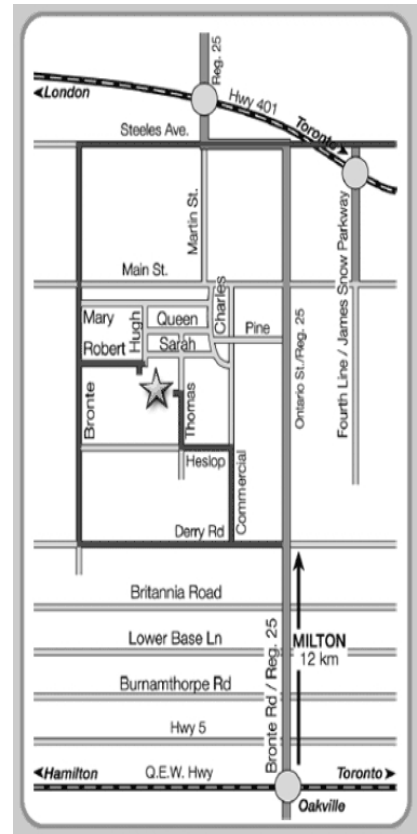 Reg. 25
London
Hwy 401
Toronto
Steeles Ave.
Martin St.
Fourth Line / James Snow Parkway
Main St.
Charles
Mary
Hugh
Queen
Pine
Ontario St./Reg. 25
Robert
Sarah
Bronte
Thomas
Heslop
Commercial
Derry Rd
Britannia Road
Bronte Rd / Reg. 25
Lower Base Ln
MILTON
12 km
Burnamthorpe Rd
Hwy 5
Hamilton
Q.E.W. Hwy
Toronto
Oakville